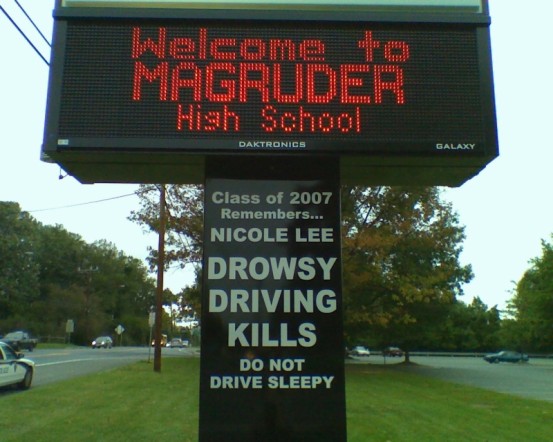 Welcome to
MAGRUDER
High School
DAKTRONICS GALAXY
Class of 2007
Remembers...
NICOLE LEE
DROWSY
DRIVING
KILLS
DO NOT
DRIVE SLEEPY